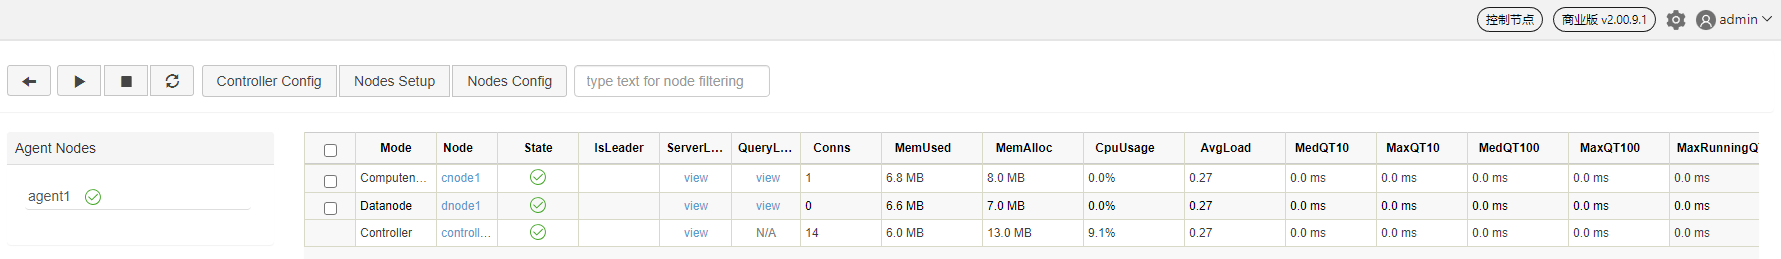 控制节点 商业版 v2.00.9.1 admin
Controller Config Nodes Setup Nodes Config type text for node filtering
Agent Nodes
agent1
Mode Node State IsLeader ServerL... QueryL... Conns MemUsed MemAlloc CpuUsage AvgLoad MedQT10 MaxQT10 MedQT100 MaxQT100 MaxRunningQ
Computen... cnode1 view view 1 6.8 MB 8.0 MB 0.0% 0.27 0.0 ms 0.0 ms 0.0 ms 0.0 ms 0.0 ms
Datanode dnode1 view view 0 6.6 MB 7.0 MB 0.0% 0.27 0.0 ms 0.0 ms 0.0 ms 0.0 ms 0.0 ms
Controller controll... view N/A 14 6.0 MB 13.0 MB 9.1% 0.27 0.0 ms 0.0 ms 0.0 ms 0.0 ms 0.0 ms